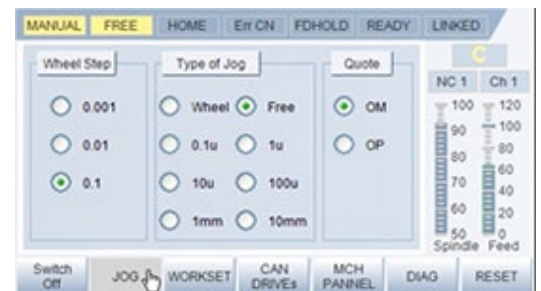 MANUAL FREE HOME Err CN FDHOLD READY LINKED
Wheel Step Type of Jog Quote
C
NC 1 Ch 1
0.001 Wheel Free OM
0.01 0.1u 1u OP
0.1 10u 100u
1mm 10mm
100 120
90 100
80 80
70 60
60 40
50 20
0
Spindle Feed
Switch Off JOG WORKSET CAN DRIVEs MCH PANNEL DIAG RESET